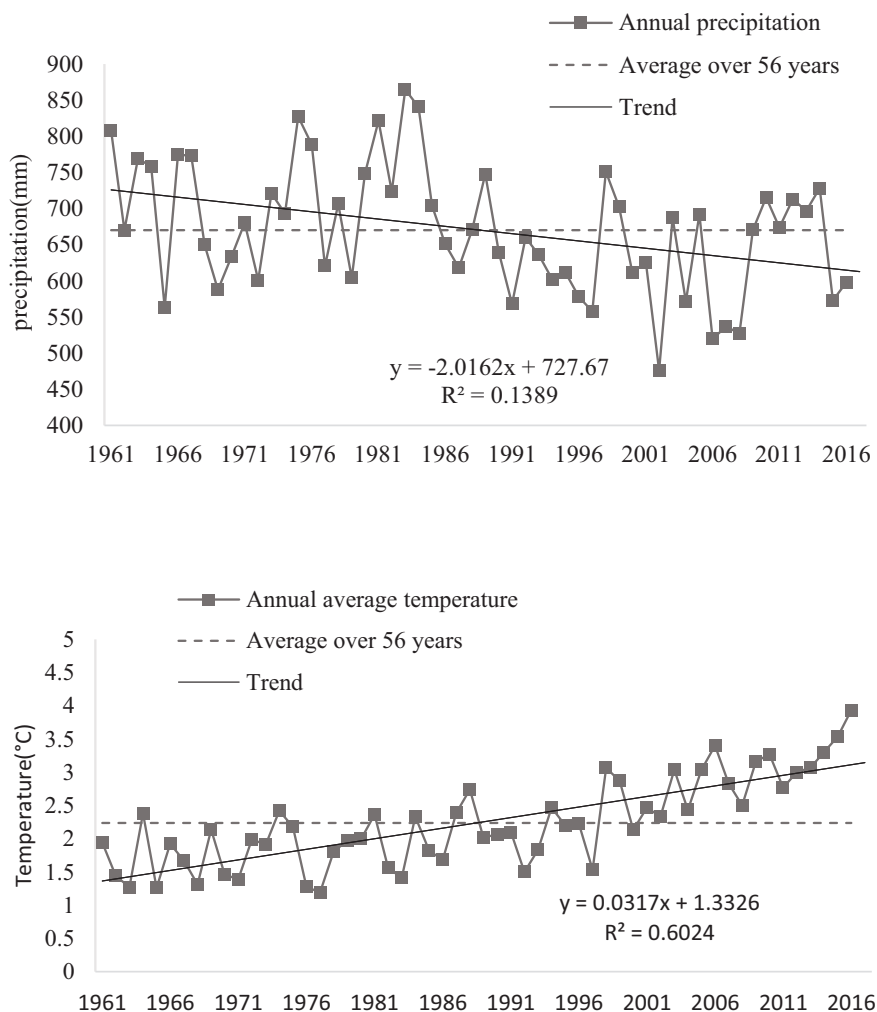 Annual precipitation
Average over 56 years
Trend
900
850
800
750
700
650
600
550
500
450
400
precipitation(mm)
y = -2.0162x + 727.67
R² = 0.1389
1961 1966 1971 1976 1981 1986 1991 1996 2001 2006 2011 2016
Annual average temperature
Average over 56 years
Trend
5
4.5
4
3.5
3
2.5
2
1.5
1
0.5
0
Temperature(°C)
y = 0.0317x + 1.3326
R² = 0.6024
1961 1966 1971 1976 1981 1986 1991 1996 2001 2006 2011 2016